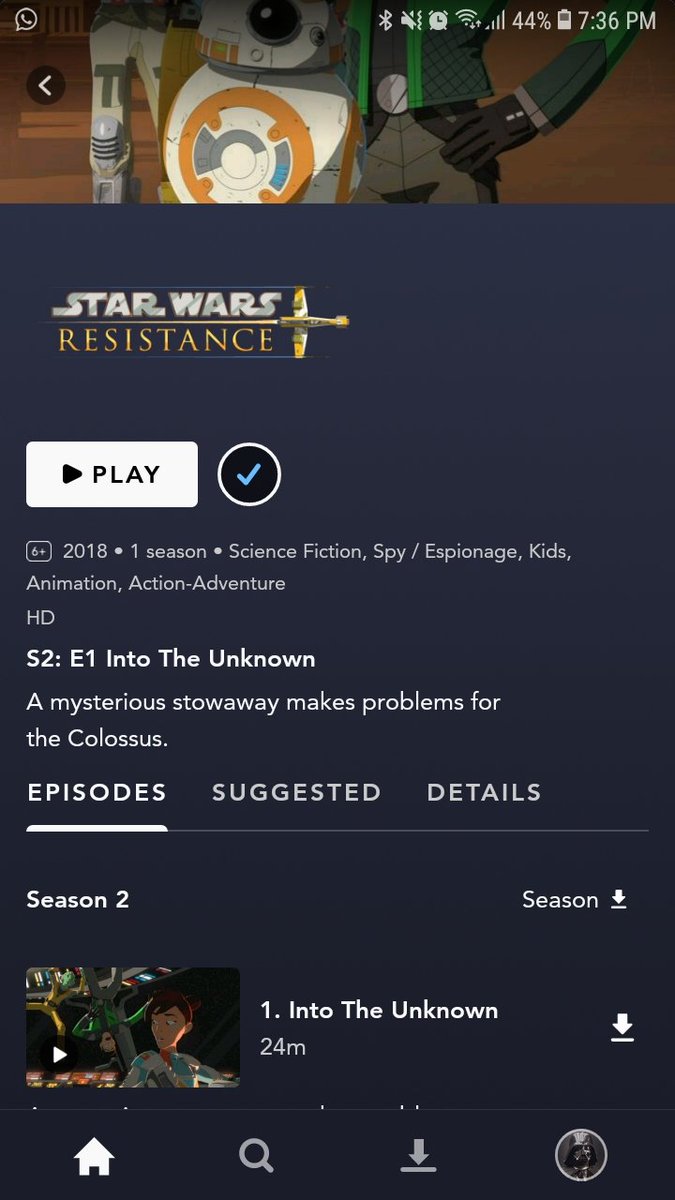 44% 7:36 PM
STAR WARS
RESISTANCE
PLAY
6+ 2018 • 1 season • Science Fiction, Spy / Espionage, Kids,
Animation, Action-Adventure
HD
S2: E1 Into The Unknown
A mysterious stowaway makes problems for
the Colossus.
EPISODES SUGGESTED DETAILS
Season 2 Season
1. Into The Unknown
24m